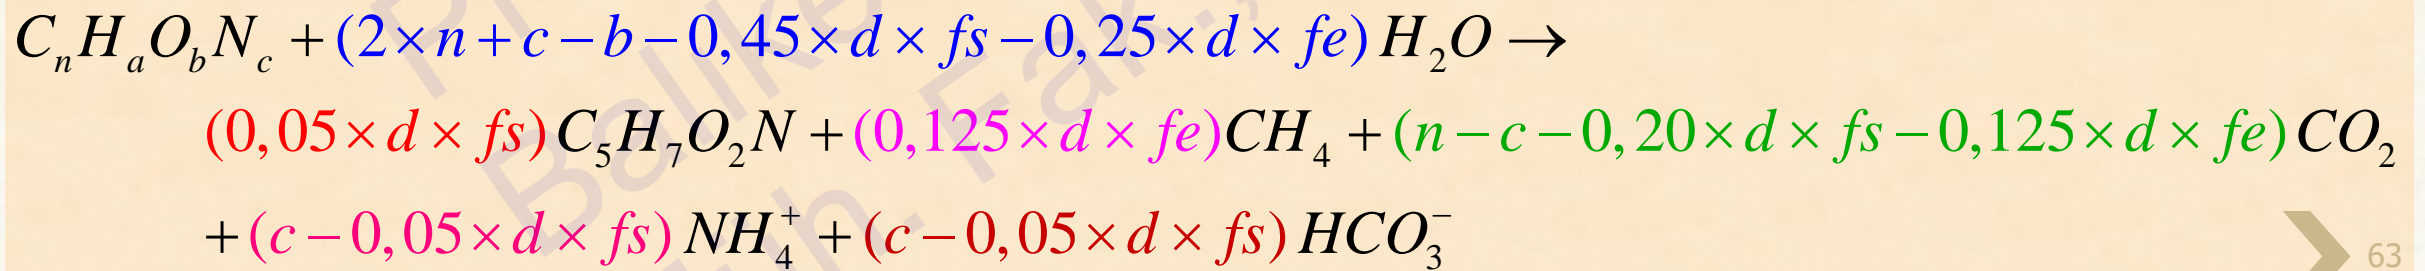 CₙHₐO_bN_c + (2×n + c − b − 0,45×d × fs − 0,25×d × fe) H₂O →
(0,05×d × fs) C₅H₇O₂N + (0,125×d × fe)CH₄ + (n − c − 0,20×d × fs − 0,125×d × fe) CO₂
+ (c − 0,05×d × fs) NH₄⁺ + (c − 0,05×d × fs) HCO₃⁻
63